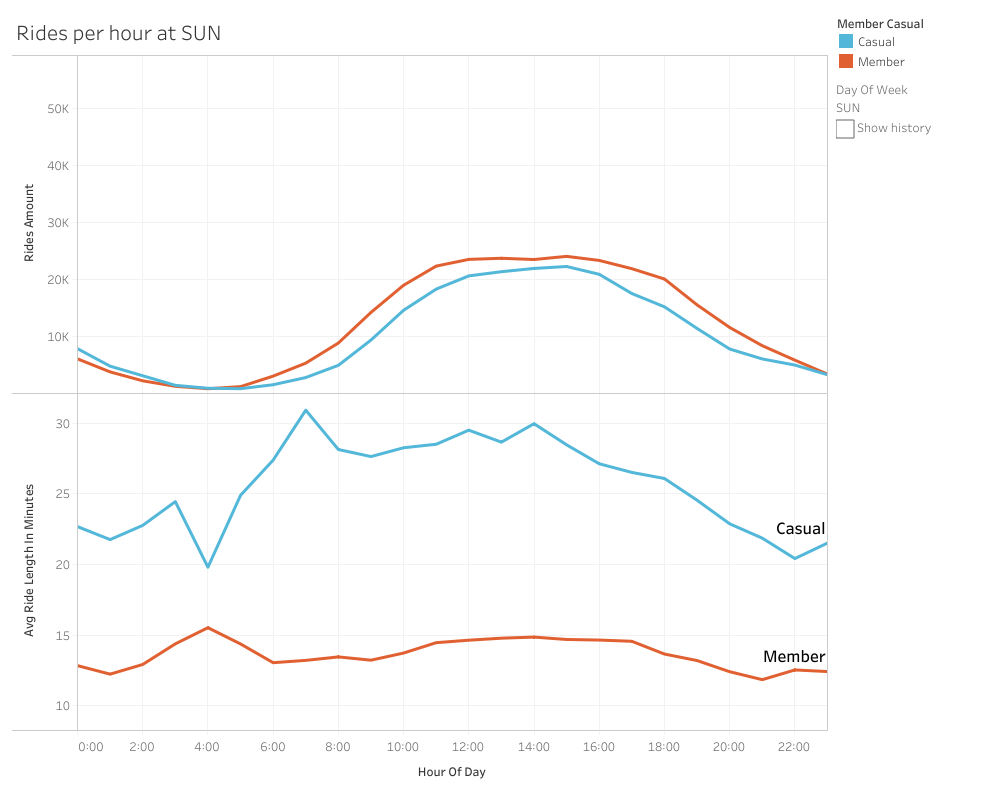 Rides per hour at SUN
Member Casual
Casual
Member
Day Of Week
SUN
Show history
Rides Amount
50K
40K
30K
20K
10K
Avg Ride Length In Minutes
30
25
20
15
10
Casual
Member
0:00 2:00 4:00 6:00 8:00 10:00 12:00 14:00 16:00 18:00 20:00 22:00
Hour Of Day